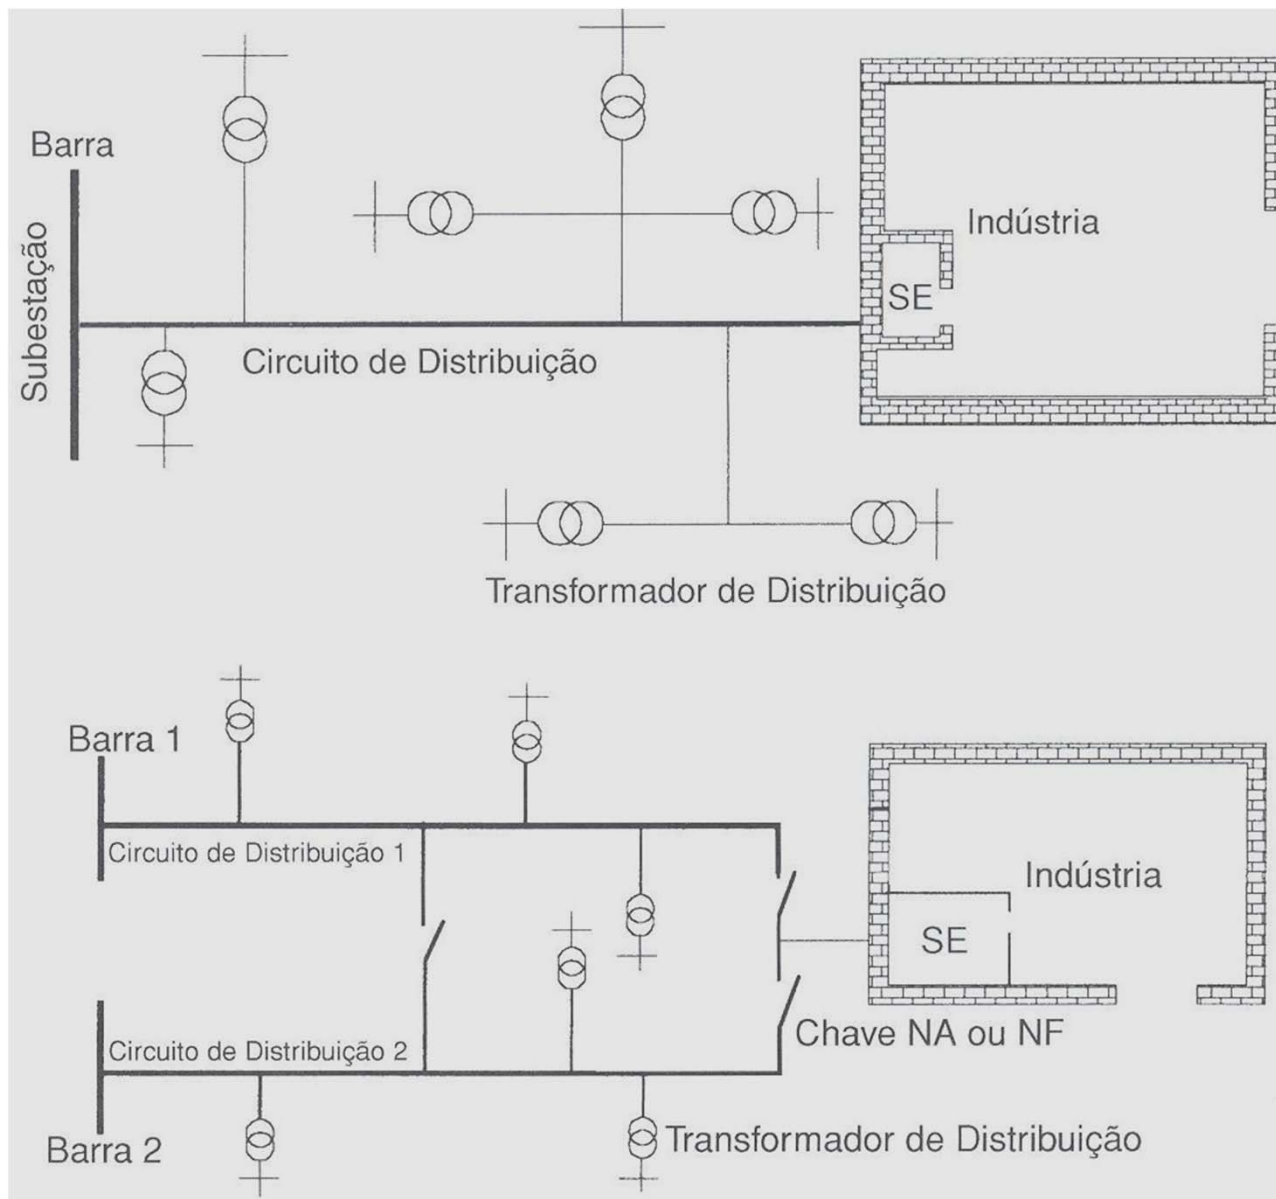 Barra
Subestação
Indústria
SE
Circuito de Distribuição
Transformador de Distribuição
Barra 1
Circuito de Distribuição 1
Indústria
SE
Chave NA ou NF
Circuito de Distribuição 2
Barra 2
Transformador de Distribuição